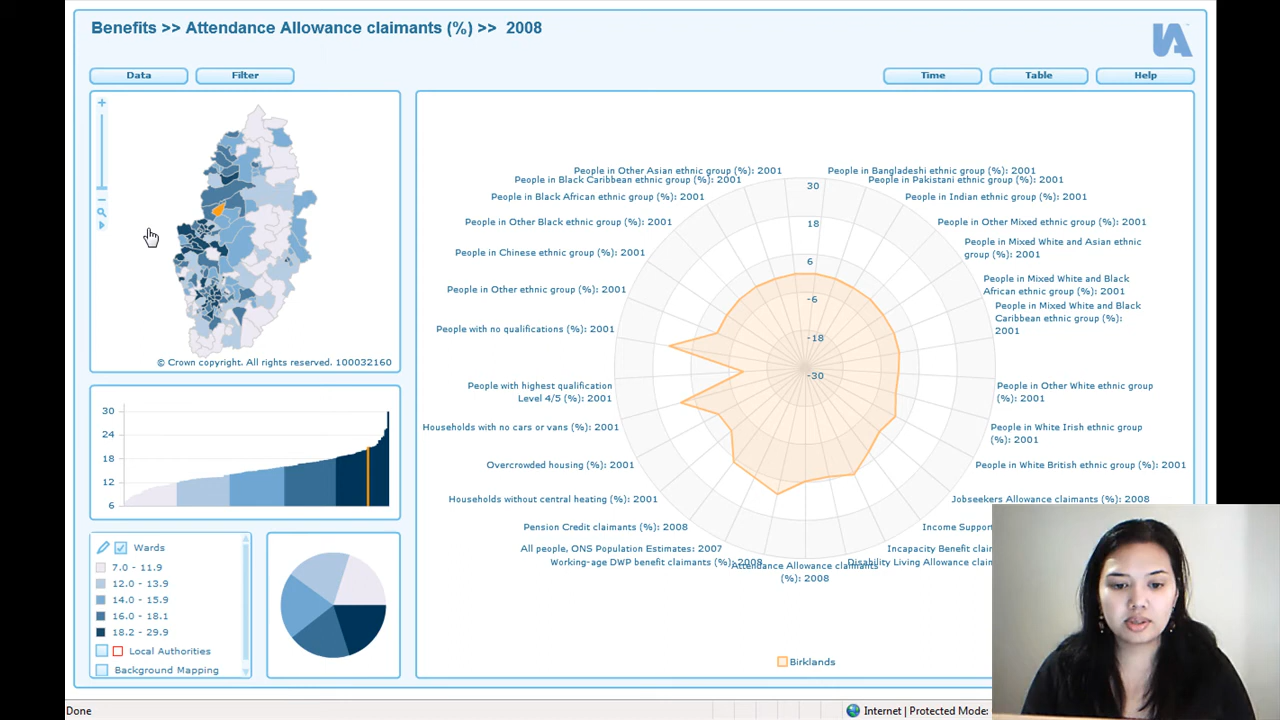 Benefits >> Attendance Allowance claimants (%) >> 2008
IA
Data
Filter
Time
Table
Help
© Crown copyright. All rights reserved. 100032160
30
24
18
12
6
Wards
7.0 - 11.9
12.0 - 13.9
14.0 - 15.9
16.0 - 18.1
18.2 - 29.9
Local Authorities
Background Mapping
People in Other Asian ethnic group (%): 2001
People in Black Caribbean ethnic group (%): 2001
People in Black African ethnic group (%): 2001
People in Other Black ethnic group (%): 2001
People in Chinese ethnic group (%): 2001
People in Other ethnic group (%): 2001
People with no qualifications (%): 2001
People with highest qualification
Level 4/5 (%): 2001
Households with no cars or vans (%): 2001
Overcrowded housing (%): 2001
Households without central heating (%): 2001
Pension Credit claimants (%): 2008
All people, ONS Population Estimates: 2007
Working-age DWP benefit claimants (%): 2008
Attendance Allowance claimants
(%): 2008
30
18
6
-6
-18
-30
People in Bangladeshi ethnic group (%): 2001
People in Pakistani ethnic group (%): 2001
People in Indian ethnic group (%): 2001
People in Other Mixed ethnic group (%): 2001
People in Mixed White and Asian ethnic
group (%): 2001
People in Mixed White and Black
African ethnic group (%): 2001
People in Mixed White and Black
Caribbean ethnic group (%):
2001
People in Other White ethnic group
(%): 2001
People in White Irish ethnic group
(%): 2001
People in White British ethnic group (%): 2001
Jobseekers Allowance claimants (%): 2008
Income Suppor
Incapacity Benefit clai
Disability Living Allowance clai
Birklands
Done
Internet | Protected Mode: